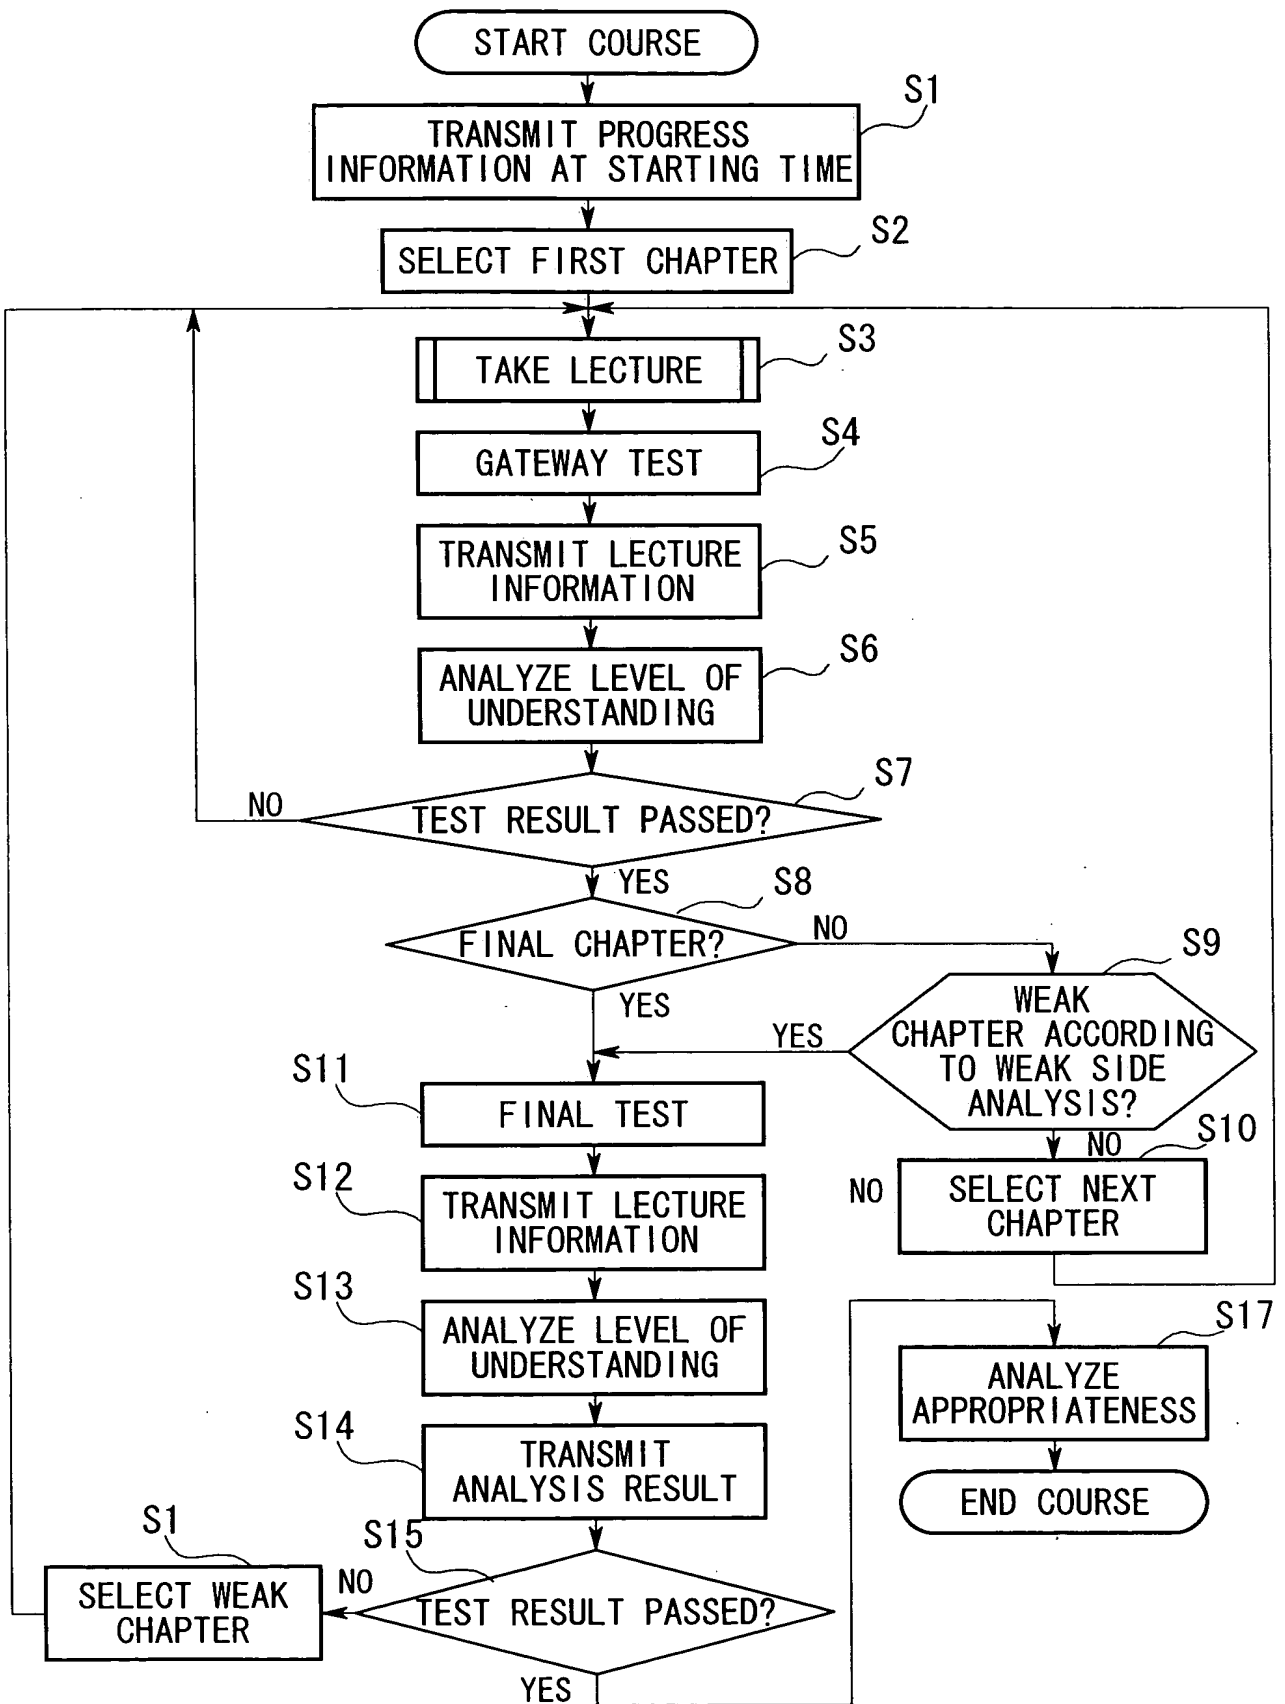 START COURSE
S1
TRANSMIT PROGRESS
INFORMATION AT STARTING TIME
S2
SELECT FIRST CHAPTER
S3
TAKE LECTURE
S4
GATEWAY TEST
S5
TRANSMIT LECTURE
INFORMATION
S6
ANALYZE LEVEL OF
UNDERSTANDING
S7
NO
TEST RESULT PASSED?
YES
S8
FINAL CHAPTER?
NO
YES
S9
WEAK
CHAPTER ACCORDING
TO WEAK SIDE
ANALYSIS?
YES
NO
S10
NO
SELECT NEXT
CHAPTER
S11
FINAL TEST
S12
TRANSMIT LECTURE
INFORMATION
S13
ANALYZE LEVEL OF
UNDERSTANDING
S14
TRANSMIT
ANALYSIS RESULT
S15
TEST RESULT PASSED?
NO
YES
S1
SELECT WEAK
CHAPTER
S17
ANALYZE
APPROPRIATENESS
END COURSE